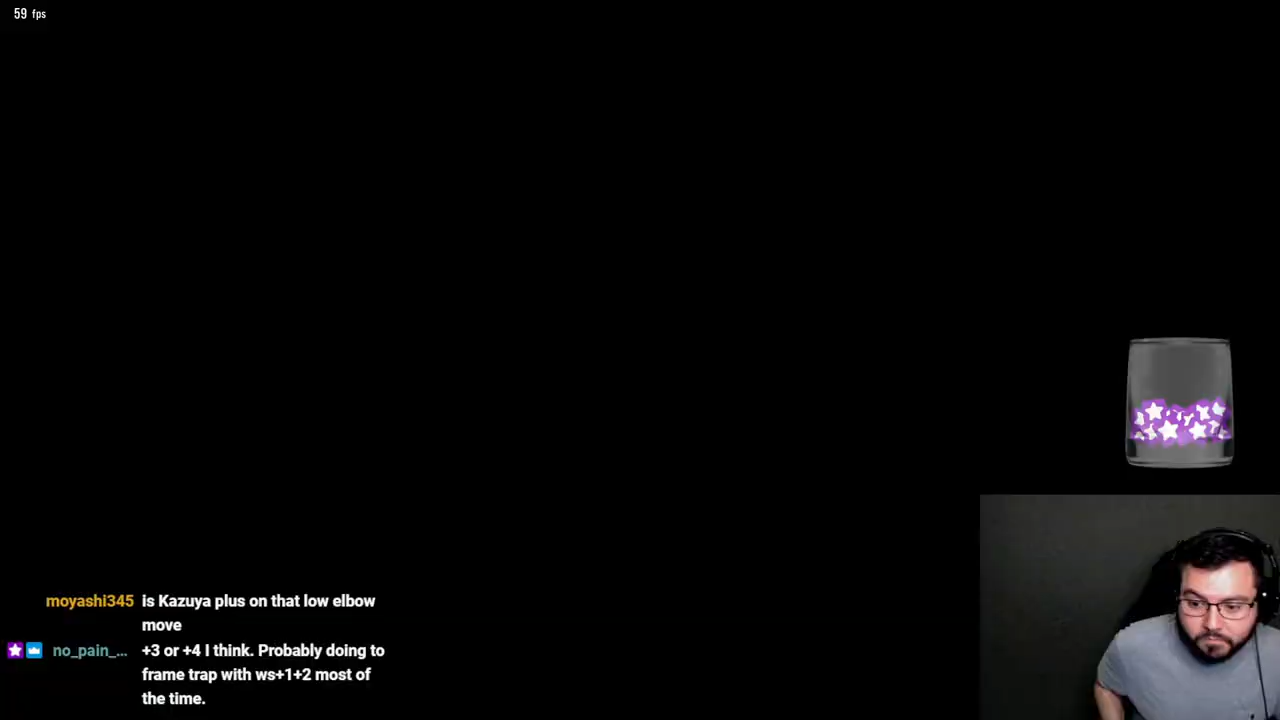 59 fps
moyashi345 is Kazuya plus on that low elbow
move
no_pain_... +3 or +4 I think. Probably doing to
frame trap with ws+1+2 most of
the time.